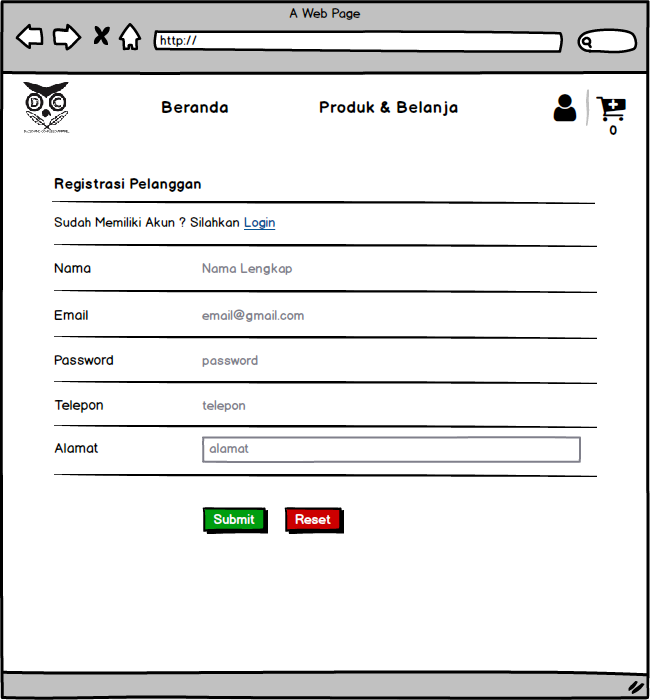 A Web Page
http://
D C
Beranda
Produk & Belanja
0
Registrasi Pelanggan
Sudah Memiliki Akun ? Silahkan Login
Nama
Nama Lengkap
Email
email@gmail.com
Password
password
Telepon
telepon
Alamat
alamat
Submit
Reset